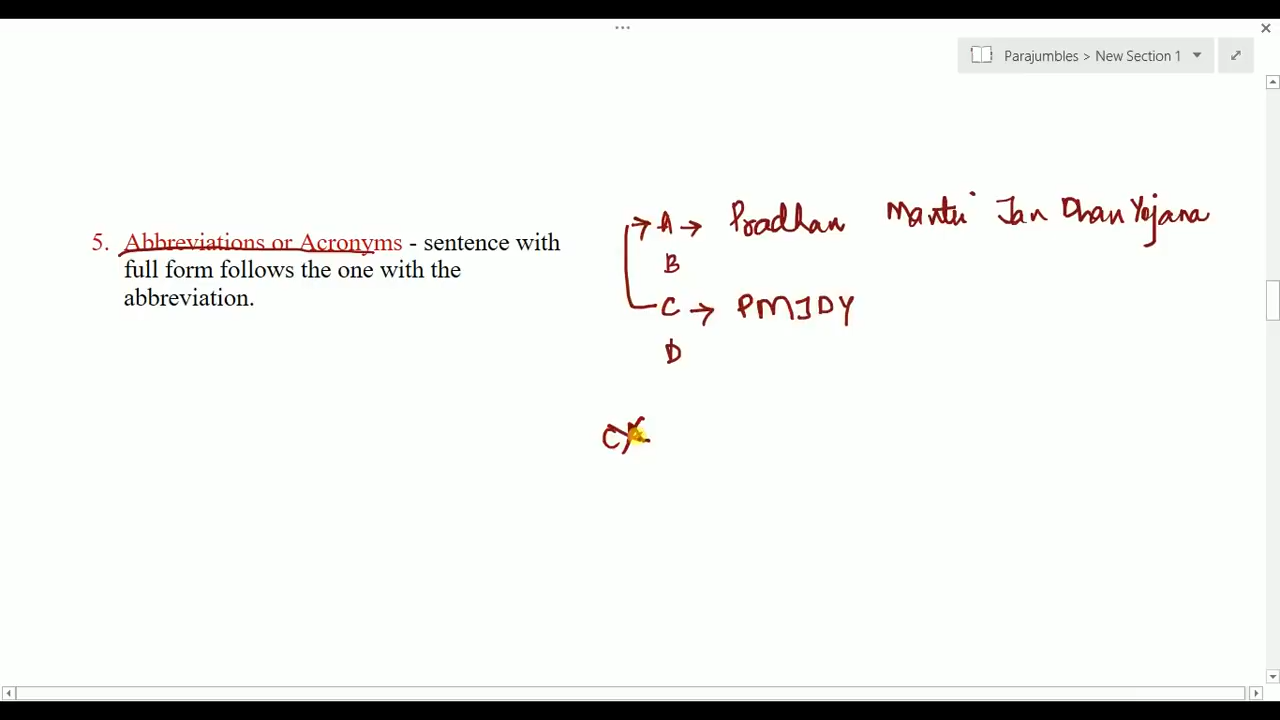 Parajumbles > New Section 1
5. Abbreviations or Acronyms - sentence with
full form follows the one with the
abbreviation.
A → Pradhan Mantri Jan Dhan Yojana
B
C → PMJDY
D
C